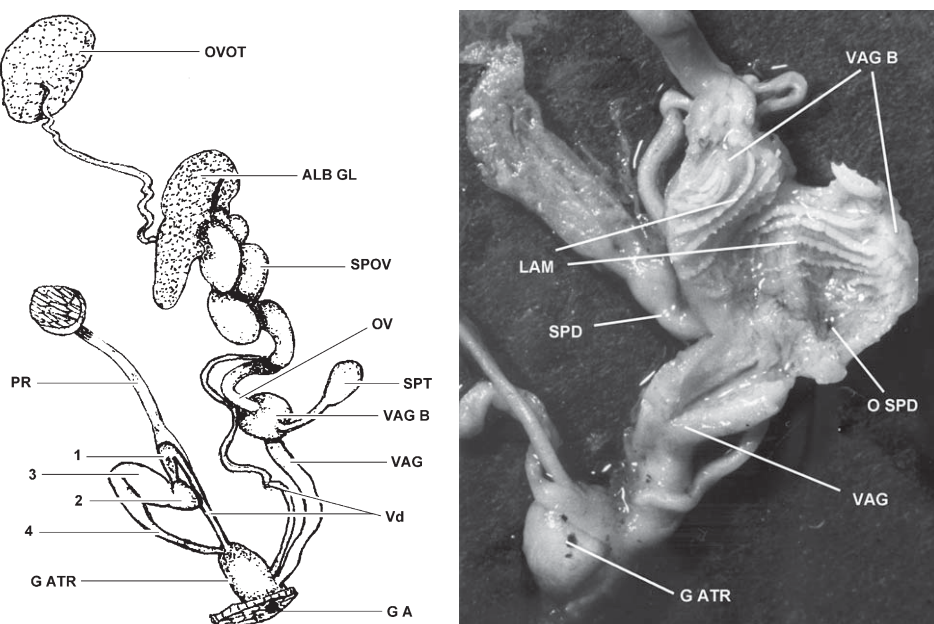 OVOT
ALB GL
SPOV
OV
PR
SPT
VAG B
1
3
VAG
2
Vd
4
G ATR
G A
VAG B
LAM
SPD
O SPD
VAG
G ATR